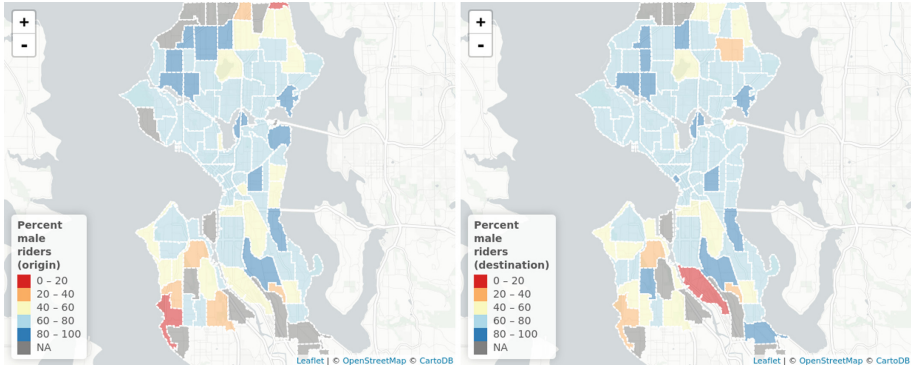 +
-
Percent
male
riders
(origin)
0 – 20
20 – 40
40 – 60
60 – 80
80 – 100
NA
Leaflet | © OpenStreetMap © CartoDB
+
-
Percent
male
riders
(destination)
0 – 20
20 – 40
40 – 60
60 – 80
80 – 100
NA
Leaflet | © OpenStreetMap © CartoDB